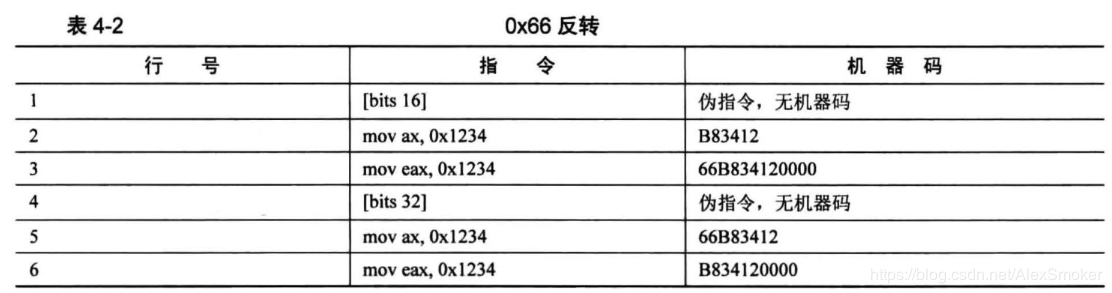 表 4-2 0x66 反转
行 号 指 令 机 器 码
1 [bits 16] 伪指令，无机器码
2 mov ax, 0x1234 B83412
3 mov eax, 0x1234 66B834120000
4 [bits 32] 伪指令，无机器码
5 mov ax, 0x1234 66B83412
6 mov eax, 0x1234 B834120000
https://blog.csdn.net/AlexSmoker